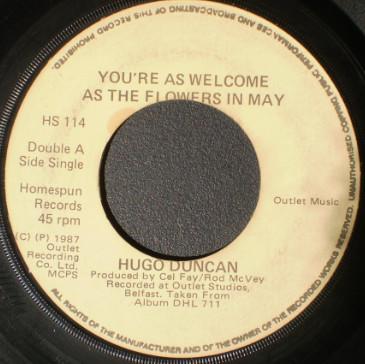 YOU'RE AS WELCOME
AS THE FLOWERS IN MAY
HS 114
Double A
Side Single
Homespun
Records
45 rpm
Outlet Music
(C) (P) 1987
Outlet
Recording
Co. Ltd.
MCPS
HUGO DUNCAN
Produced by Cel Fay/Rod McVey
Recorded at Outlet Studios,
Belfast. Taken From
Album DHL 711
ALL RIGHTS OF THE MANUFACTURER AND OF THE OWNER OF THE RECORDED WORKS RESERVED. UNAUTHORISED COPYING PUBLIC PERFORMANCES AND BROADCASTING OF THIS RECORD PROHIBITED.